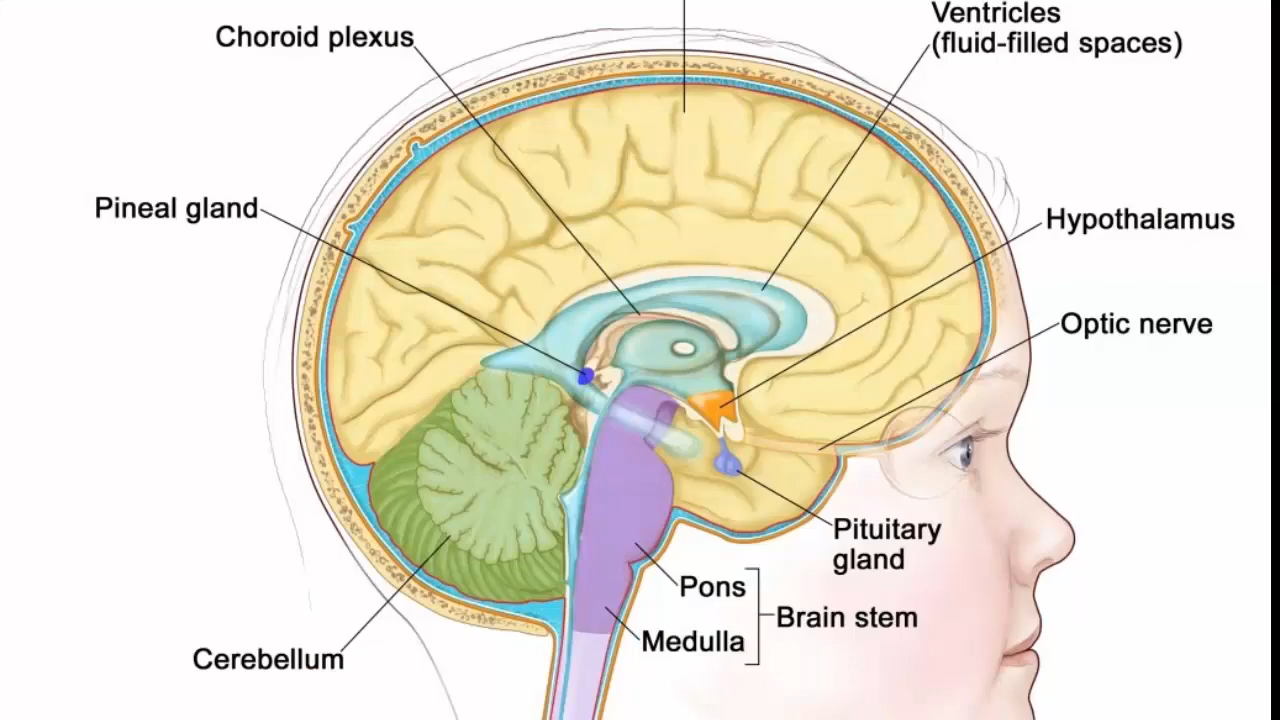 Choroid plexus
Ventricles
(fluid-filled spaces)
Pineal gland
Hypothalamus
Optic nerve
Pituitary
gland
Pons
Brain stem
Medulla
Cerebellum